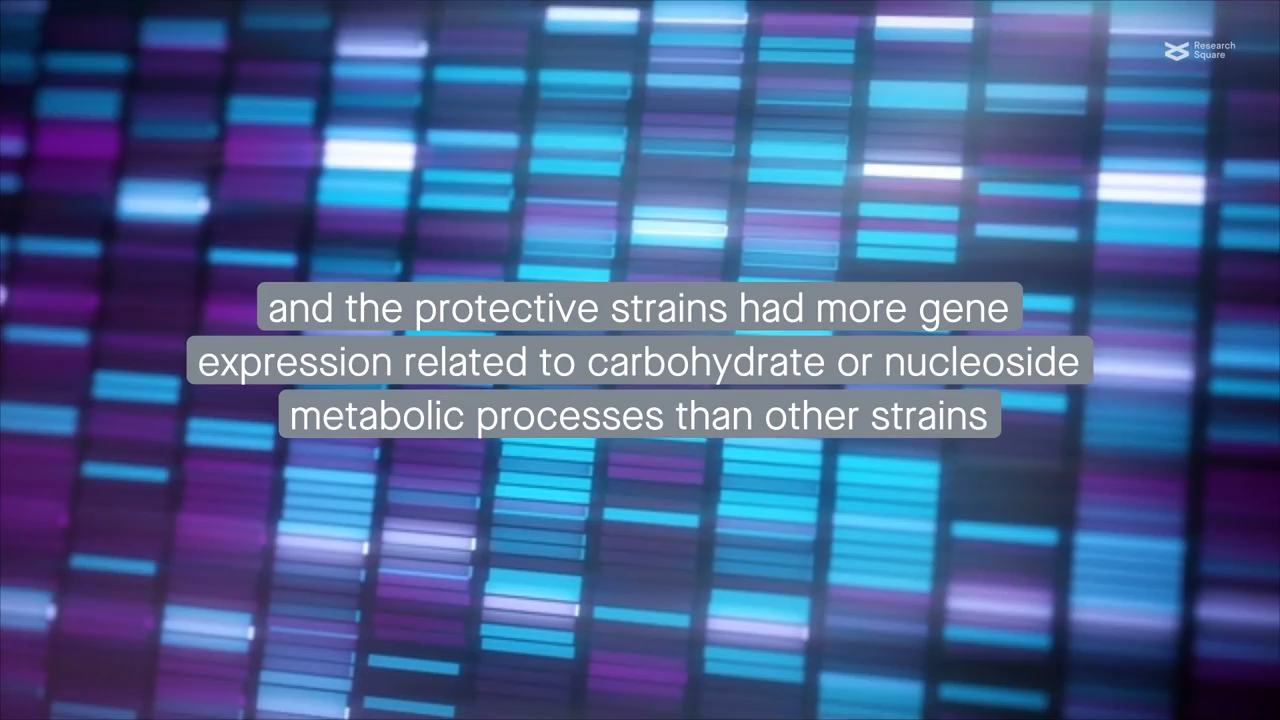 Research
Square
and the protective strains had more gene
expression related to carbohydrate or nucleoside
metabolic processes than other strains